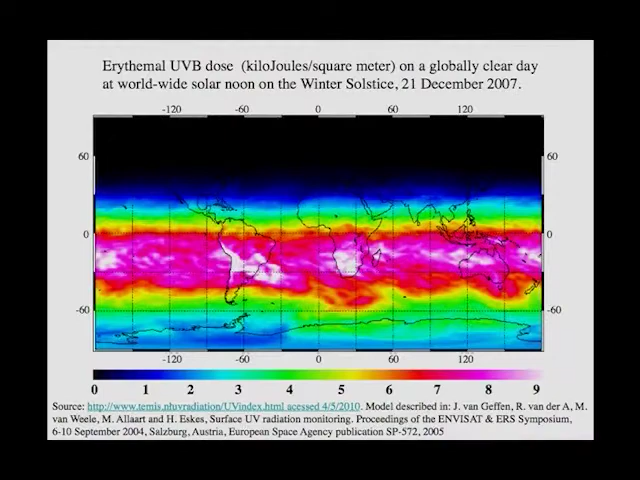 Erythemal UVB dose (kiloJoules/square meter) on a globally clear day
at world-wide solar noon on the Winter Solstice, 21 December 2007.
-120 -60 0 60 120
60 60
0 0
-60 -60
-120 -60 0 60 120
0 1 2 3 4 5 6 7 8 9
Source: http://www.temis.nhuvradiation/UVindex.html acessed 4/5/2010. Model described in: J. van Geffen, R. van der A, M.
van Weele, M. Allaart and H. Eskes, Surface UV radiation monitoring. Proceedings of the ENVISAT & ERS Symposium,
6-10 September 2004, Salzburg, Austria, European Space Agency publication SP-572, 2005